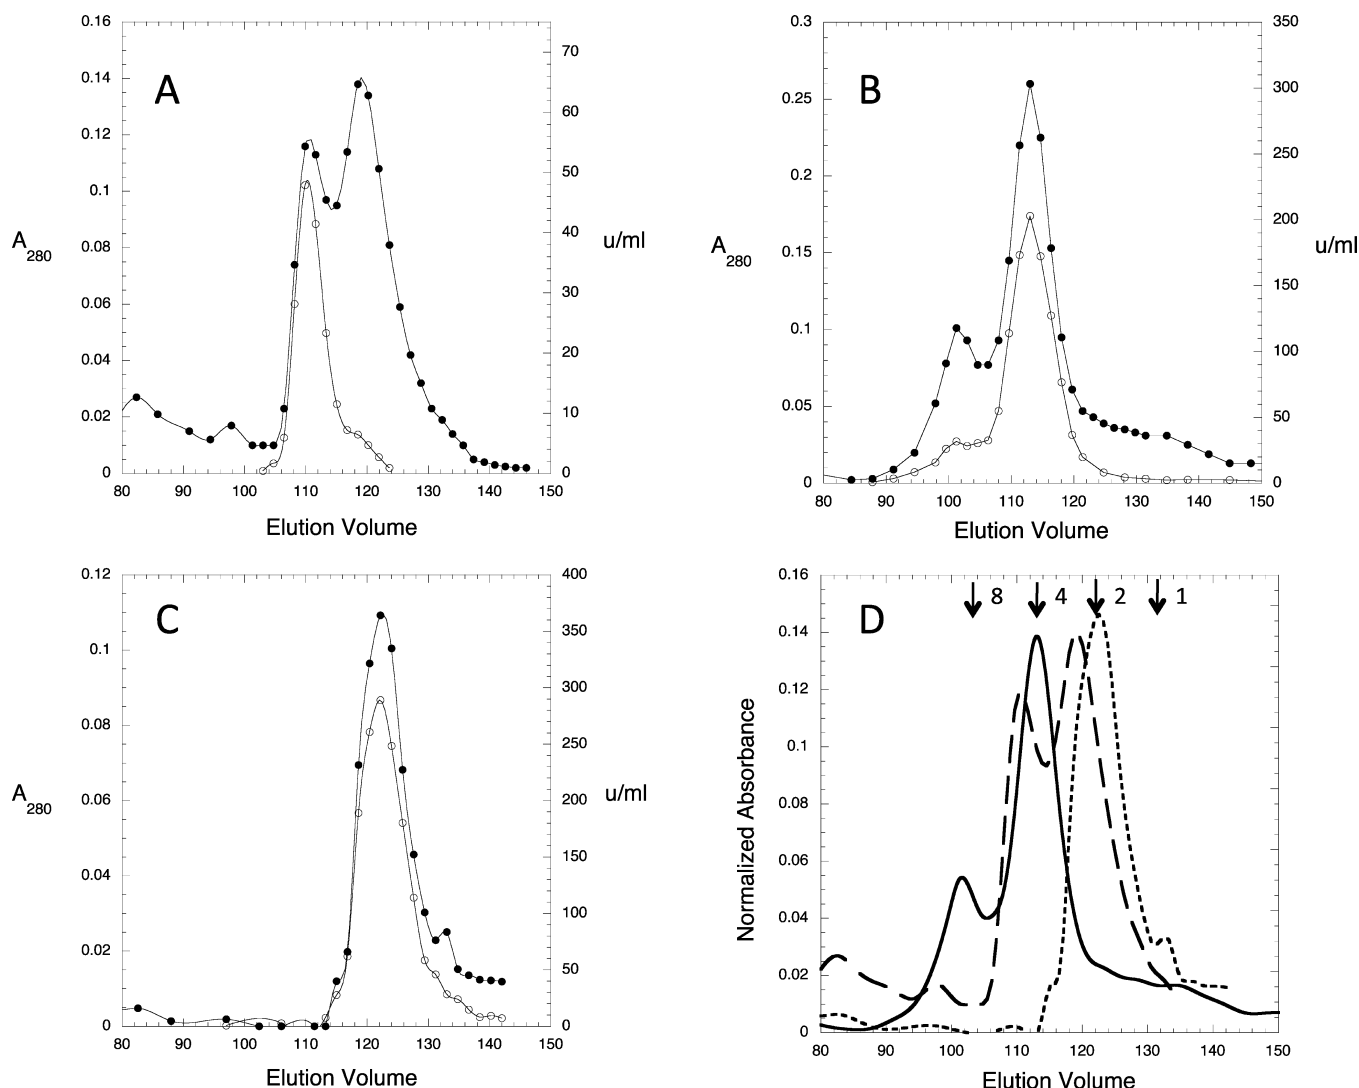 A
0.16
0.14
0.12
0.1
0.08
0.06
0.04
0.02
0
A280
70
60
50
40
30
20
10
0
u/ml
80 90 100 110 120 130 140 150
Elution Volume
B
0.3
0.25
0.2
0.15
0.1
0.05
0
A280
350
300
250
200
150
100
50
0
u/ml
80 90 100 110 120 130 140 150
Elution Volume
C
0.12
0.1
0.08
0.06
0.04
0.02
0
A280
400
350
300
250
200
150
100
50
0
u/ml
80 90 100 110 120 130 140 150
Elution Volume
D
8 4 2 1
0.16
0.14
0.12
0.1
0.08
0.06
0.04
0.02
0
Normalized Absorbance
80 90 100 110 120 130 140 150
Elution Volume